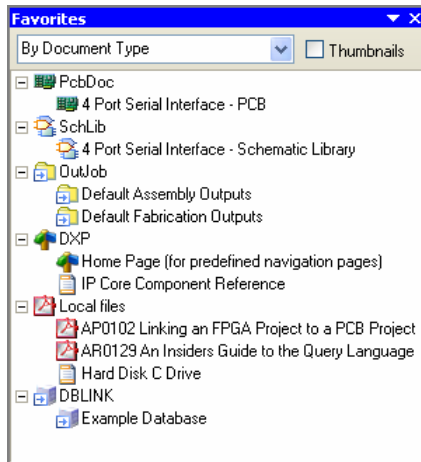 Favorites
By Document Type
Thumbnails
PcbDoc
4 Port Serial Interface - PCB
SchLib
4 Port Serial Interface - Schematic Library
OutJob
Default Assembly Outputs
Default Fabrication Outputs
DXP
Home Page (for predefined navigation pages)
IP Core Component Reference
Local files
AP0102 Linking an FPGA Project to a PCB Project
AR0129 An Insiders Guide to the Query Language
Hard Disk C Drive
DBLINK
Example Database